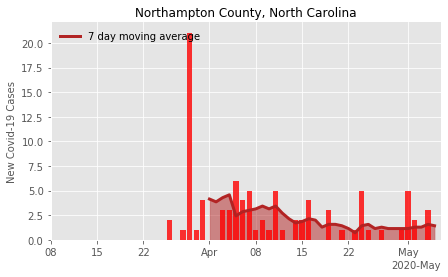 Northampton County, North Carolina
7 day moving average
New Covid-19 Cases
20.0
17.5
15.0
12.5
10.0
7.5
5.0
2.5
0.0
08 15 22 Apr 08 15 22 May
2020-May